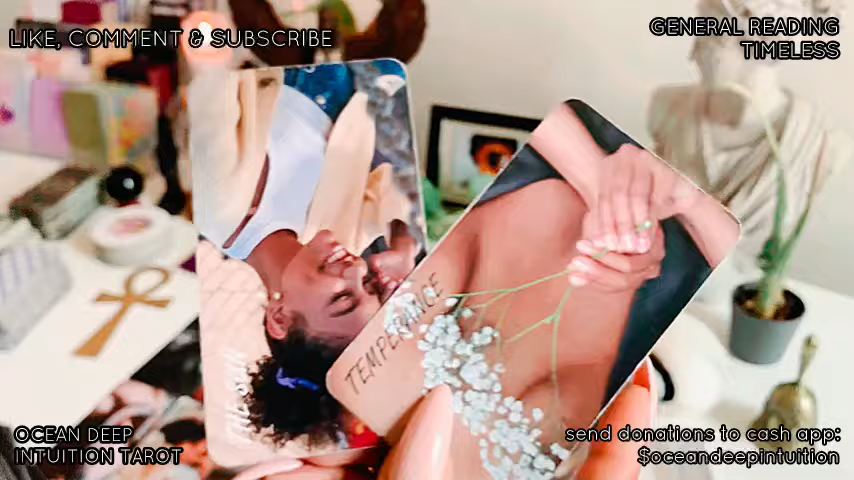 LIKE, COMMENT & SUBSCRIBE
GENERAL READING
TIMELESS
TEMPERANCE
OCEAN DEEP
INTUITION TAROT
send donations to cash app:
$oceandeepintuition